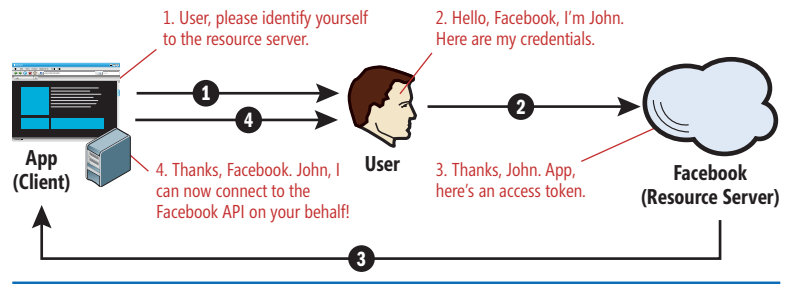 1. User, please identify yourself
to the resource server.
2. Hello, Facebook, I'm John.
Here are my credentials.
1
4
2
App
(Client)
User
Facebook
(Resource Server)
4. Thanks, Facebook. John, I
can now connect to the
Facebook API on your behalf!
3. Thanks, John. App,
here's an access token.
3